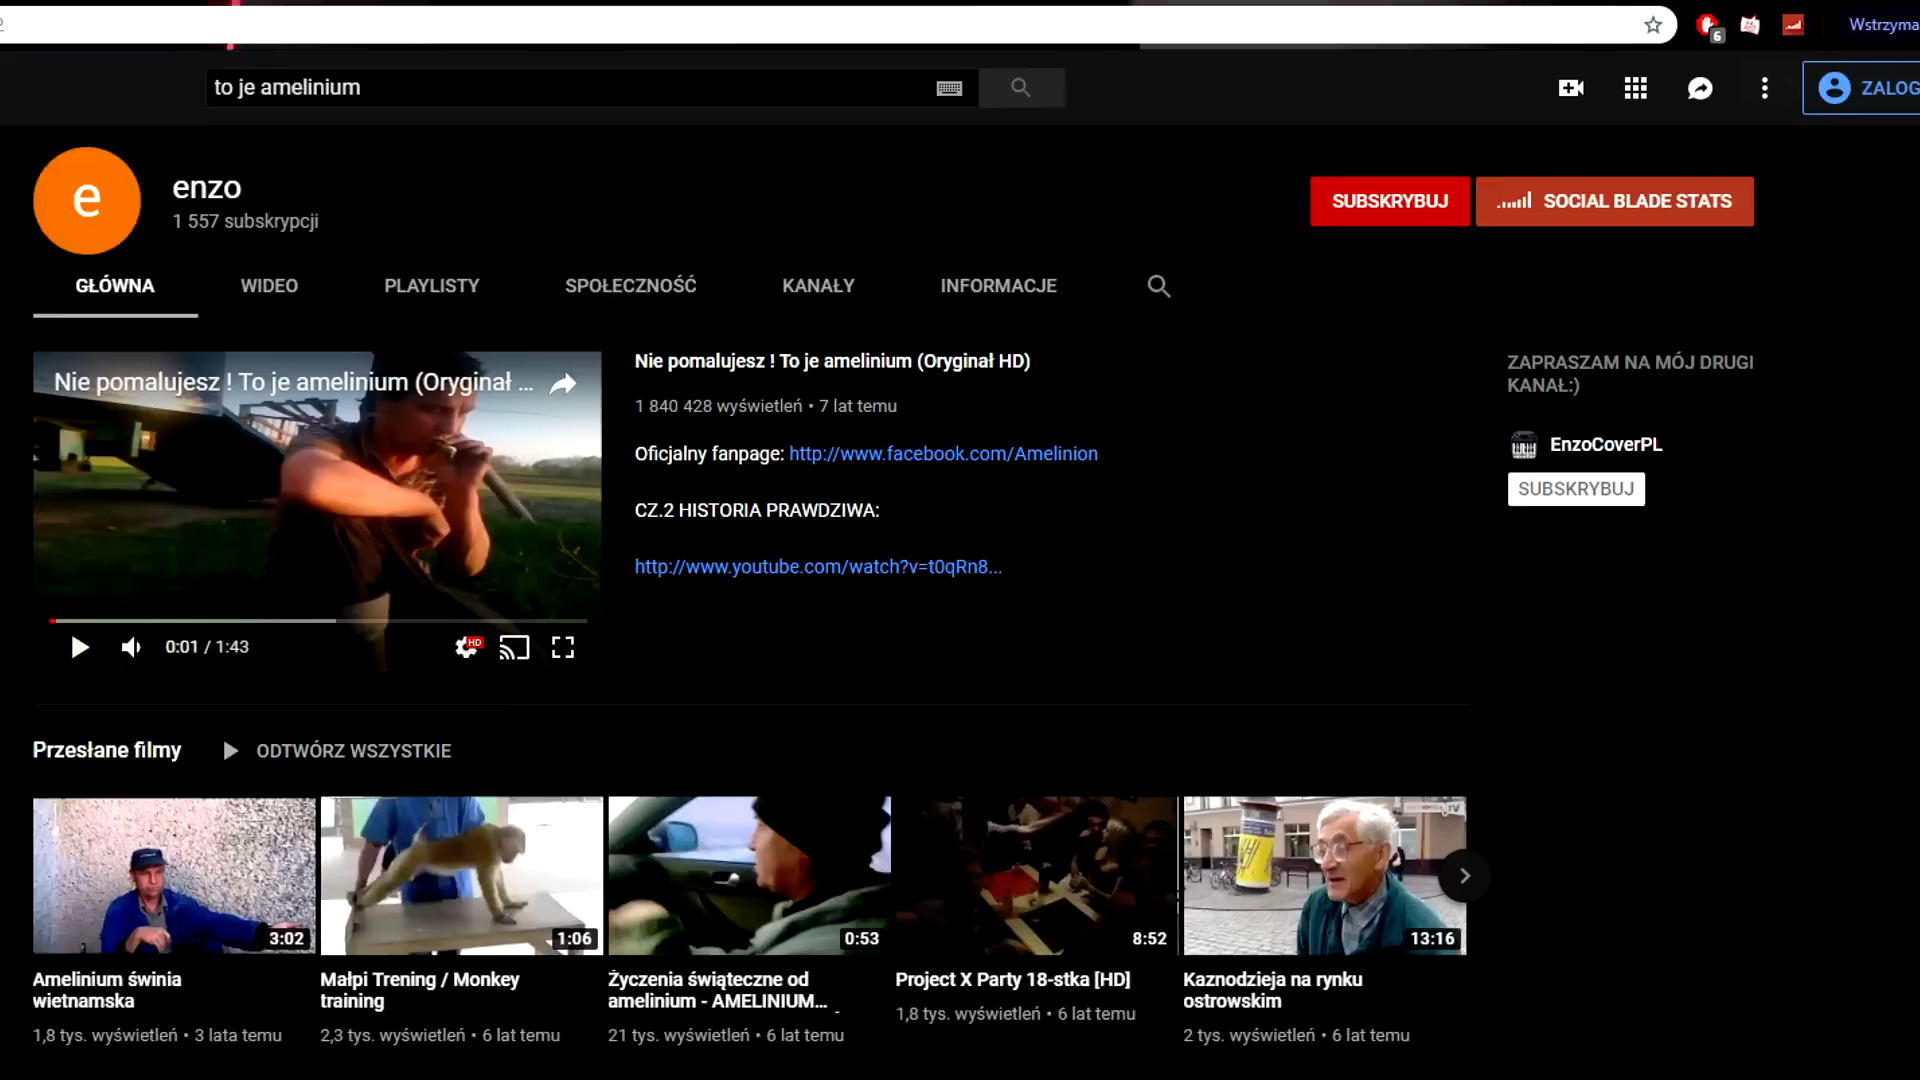 6
Wstrzyma
to je amelinium
ZALOG
e
enzo
1 557 subskrypcji
SUBSKRYBUJ
SOCIAL BLADE STATS
GŁÓWNA
WIDEO
PLAYLISTY
SPOŁECZNOŚĆ
KANAŁY
INFORMACJE
Nie pomalujesz ! To je amelinium (Oryginał ...
HD
0:01 / 1:43
Nie pomalujesz ! To je amelinium (Oryginał HD)
1 840 428 wyświetleń • 7 lat temu
Oficjalny fanpage: http://www.facebook.com/Amelinion
CZ.2 HISTORIA PRAWDZIWA:
http://www.youtube.com/watch?v=t0qRn8...
ZAPRASZAM NA MÓJ DRUGI
KANAŁ:)
EnzoCoverPL
SUBSKRYBUJ
Przesłane filmy
ODTWÓRZ WSZYSTKIE
3:02
1:06
0:53
8:52
13:16
Amelinium świnia
wietnamska
1,8 tys. wyświetleń • 3 lata temu
Małpi Trening / Monkey
training
2,3 tys. wyświetleń • 6 lat temu
Życzenia świąteczne od
amelinium - AMELINIUM...
21 tys. wyświetleń • 6 lat temu
Project X Party 18-stka [HD]
1,8 tys. wyświetleń • 6 lat temu
Kaznodzieja na rynku
ostrowskim
2 tys. wyświetleń • 6 lat temu